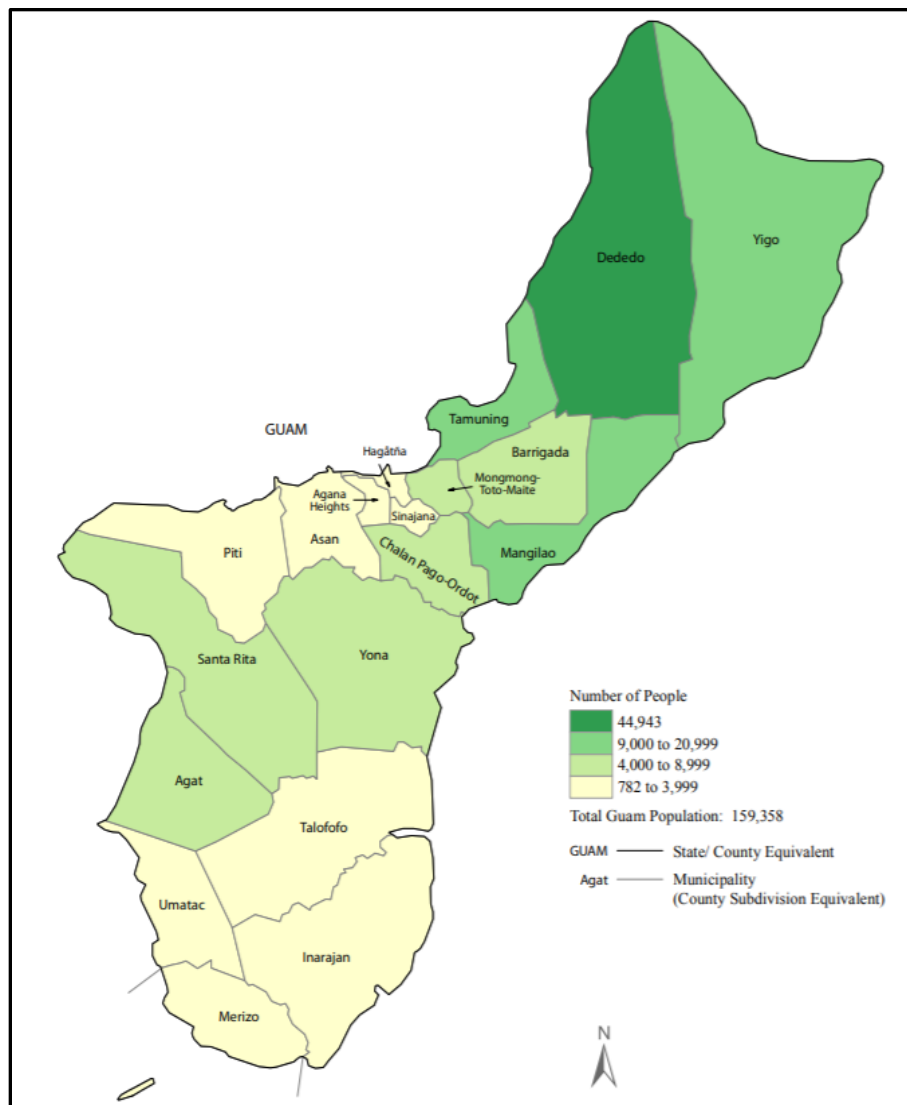 Dededo
Yigo
Tamuning
GUAM
Hagåtña
Barrigada
Mongmong-
Toto-Maite
Agana
Heights
Sinajana
Asan
Piti
Chalan Pago-Ordot
Mangilao
Santa Rita
Yona
Agat
Talofofo
Umatac
Inarajan
Merizo
Number of People
44,943
9,000 to 20,999
4,000 to 8,999
782 to 3,999
Total Guam Population: 159,358
GUAM State/ County Equivalent
Agat Municipality
(County Subdivision Equivalent)
N